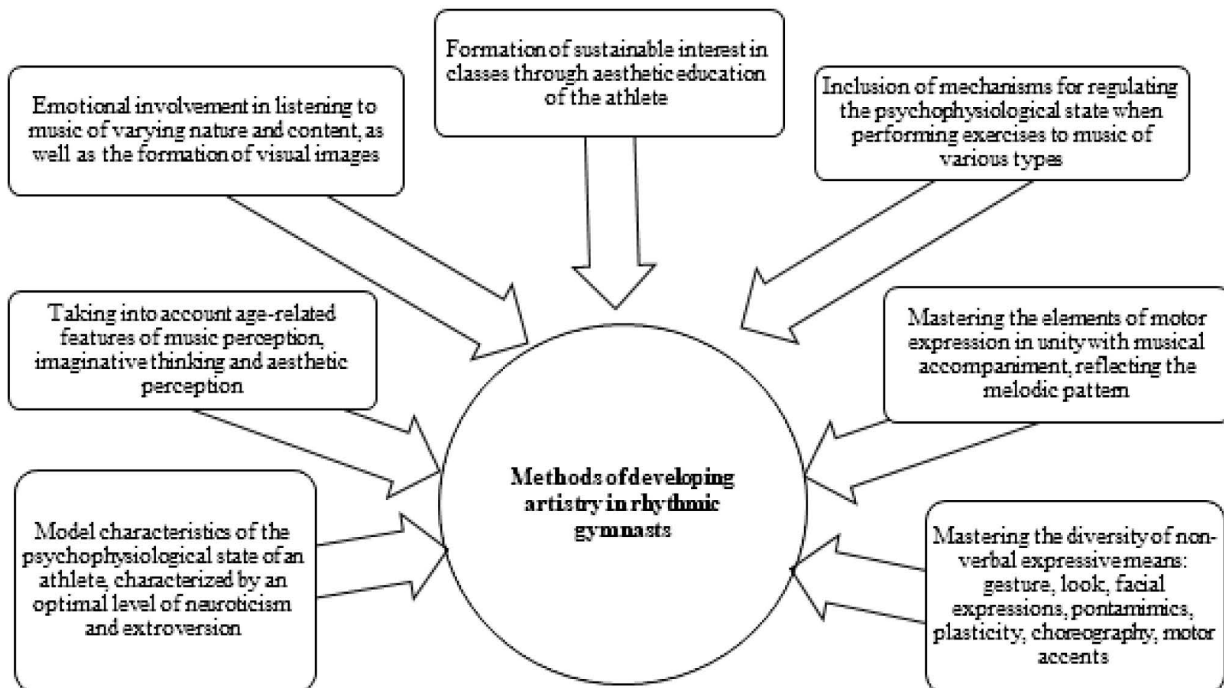 Formation of sustainable interest in
classes through aesthetic education
of the athlete
Emotional involvement in listening to
music of varying nature and content, as
well as the formation of visual images
Inclusion of mechanisms for regulating
the psychophysiological state when
performing exercises to music of
various types
Taking into account age-related
features of music perception,
imaginative thinking and aesthetic
perception
Mastering the elements of motor
expression in unity with musical
accompaniment, reflecting the
melodic pattern
Methods of developing
artistry in rhythmic
gymnasts
Model characteristics of the
psychophysiological state of an
athlete, characterized by an
optimal level of neuroticism
and extroversion
Mastering the diversity of non-
verbal expressive means:
gesture, look, facial
expressions, pontamimics,
plasticity, choreography, motor
accents